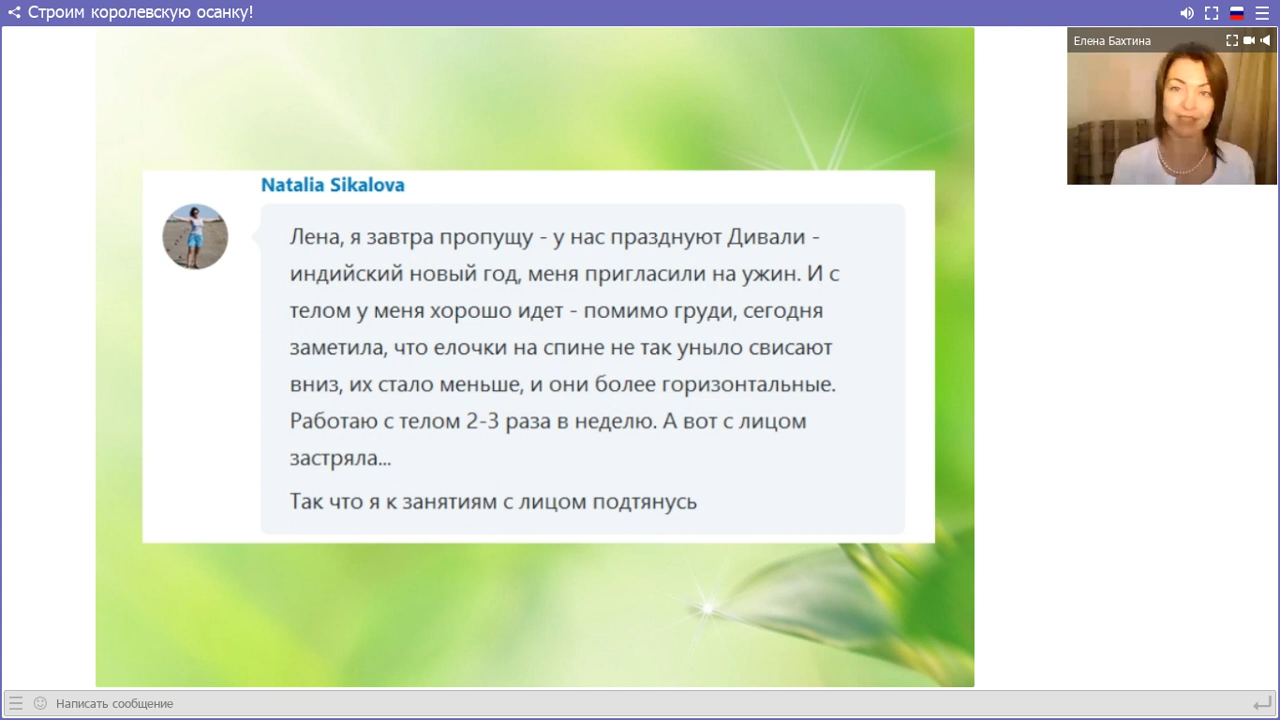 Строим королевскую осанку!
Елена Бахтина
Natalia Sikalova
Лена, я завтра пропущу - у нас празднуют Дивали -
индийский новый год, меня пригласили на ужин. И с
телом у меня хорошо идет - помимо груди, сегодня
заметила, что елочки на спине не так уныло свисают
вниз, их стало меньше, и они более горизонтальные.
Работаю с телом 2-3 раза в неделю. А вот с лицом
застряла...
Так что я к занятиям с лицом подтянусь
Написать сообщение